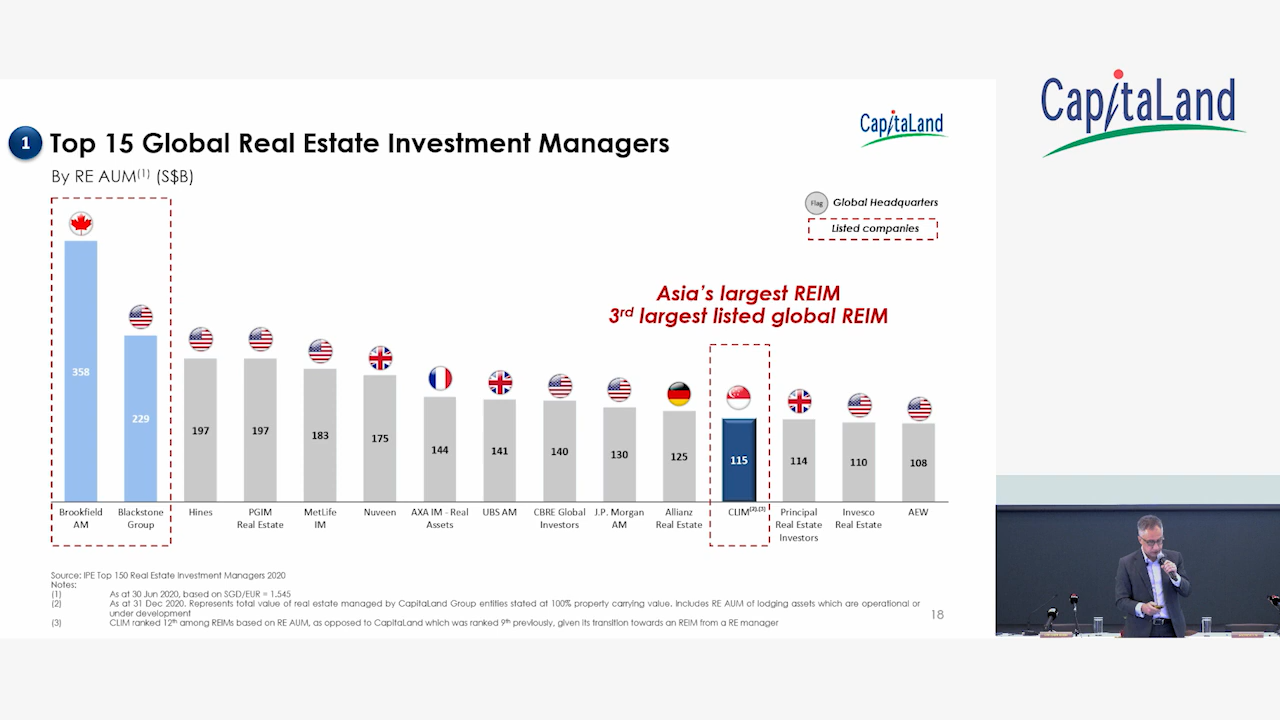 1
Top 15 Global Real Estate Investment Managers
By RE AUM(1) (S$B)
CapitaLand
CapitaLand
Flag
Global Headquarters
Listed companies
Asia's largest REIM
3rd largest listed global REIM
358
229
197
197
183
175
144
141
140
130
125
115
114
110
108
Brookfield AM
Blackstone Group
Hines
PGIM Real Estate
MetLife IM
Nuveen
AXA IM - Real Assets
UBS AM
CBRE Global Investors
J.P. Morgan AM
Allianz Real Estate
CLIM(2),(3)
Principal Real Estate Investors
Invesco Real Estate
AEW
Source: IPE Top 150 Real Estate Investment Managers 2020
Notes:
(1) As at 30 Jun 2020, based on SGD/EUR = 1.545
(2) As at 31 Dec 2020. Represents total value of real estate managed by CapitaLand Group entities stated at 100% property carrying value. Includes RE AUM of lodging assets which are operational or
under development
(3) CLIM ranked 12th among REIMs based on RE AUM, as opposed to CapitaLand which was ranked 9th previously, given its transition towards an REIM from a RE manager
18